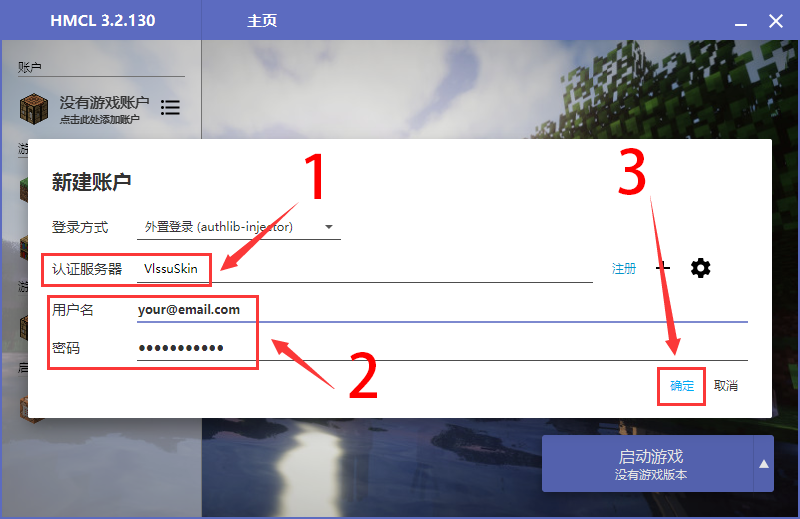 HMCL 3.2.130
主页
账户
没有游戏账户
点击此处添加账户
游
新建账户
登录方式
外置登录 (authlib-injector)
认证服务器
VlssuSkin
注册
用户名
your@email.com
密码
•••••••••••
确定
取消
游
启
启动游戏
没有游戏版本
1
2
3